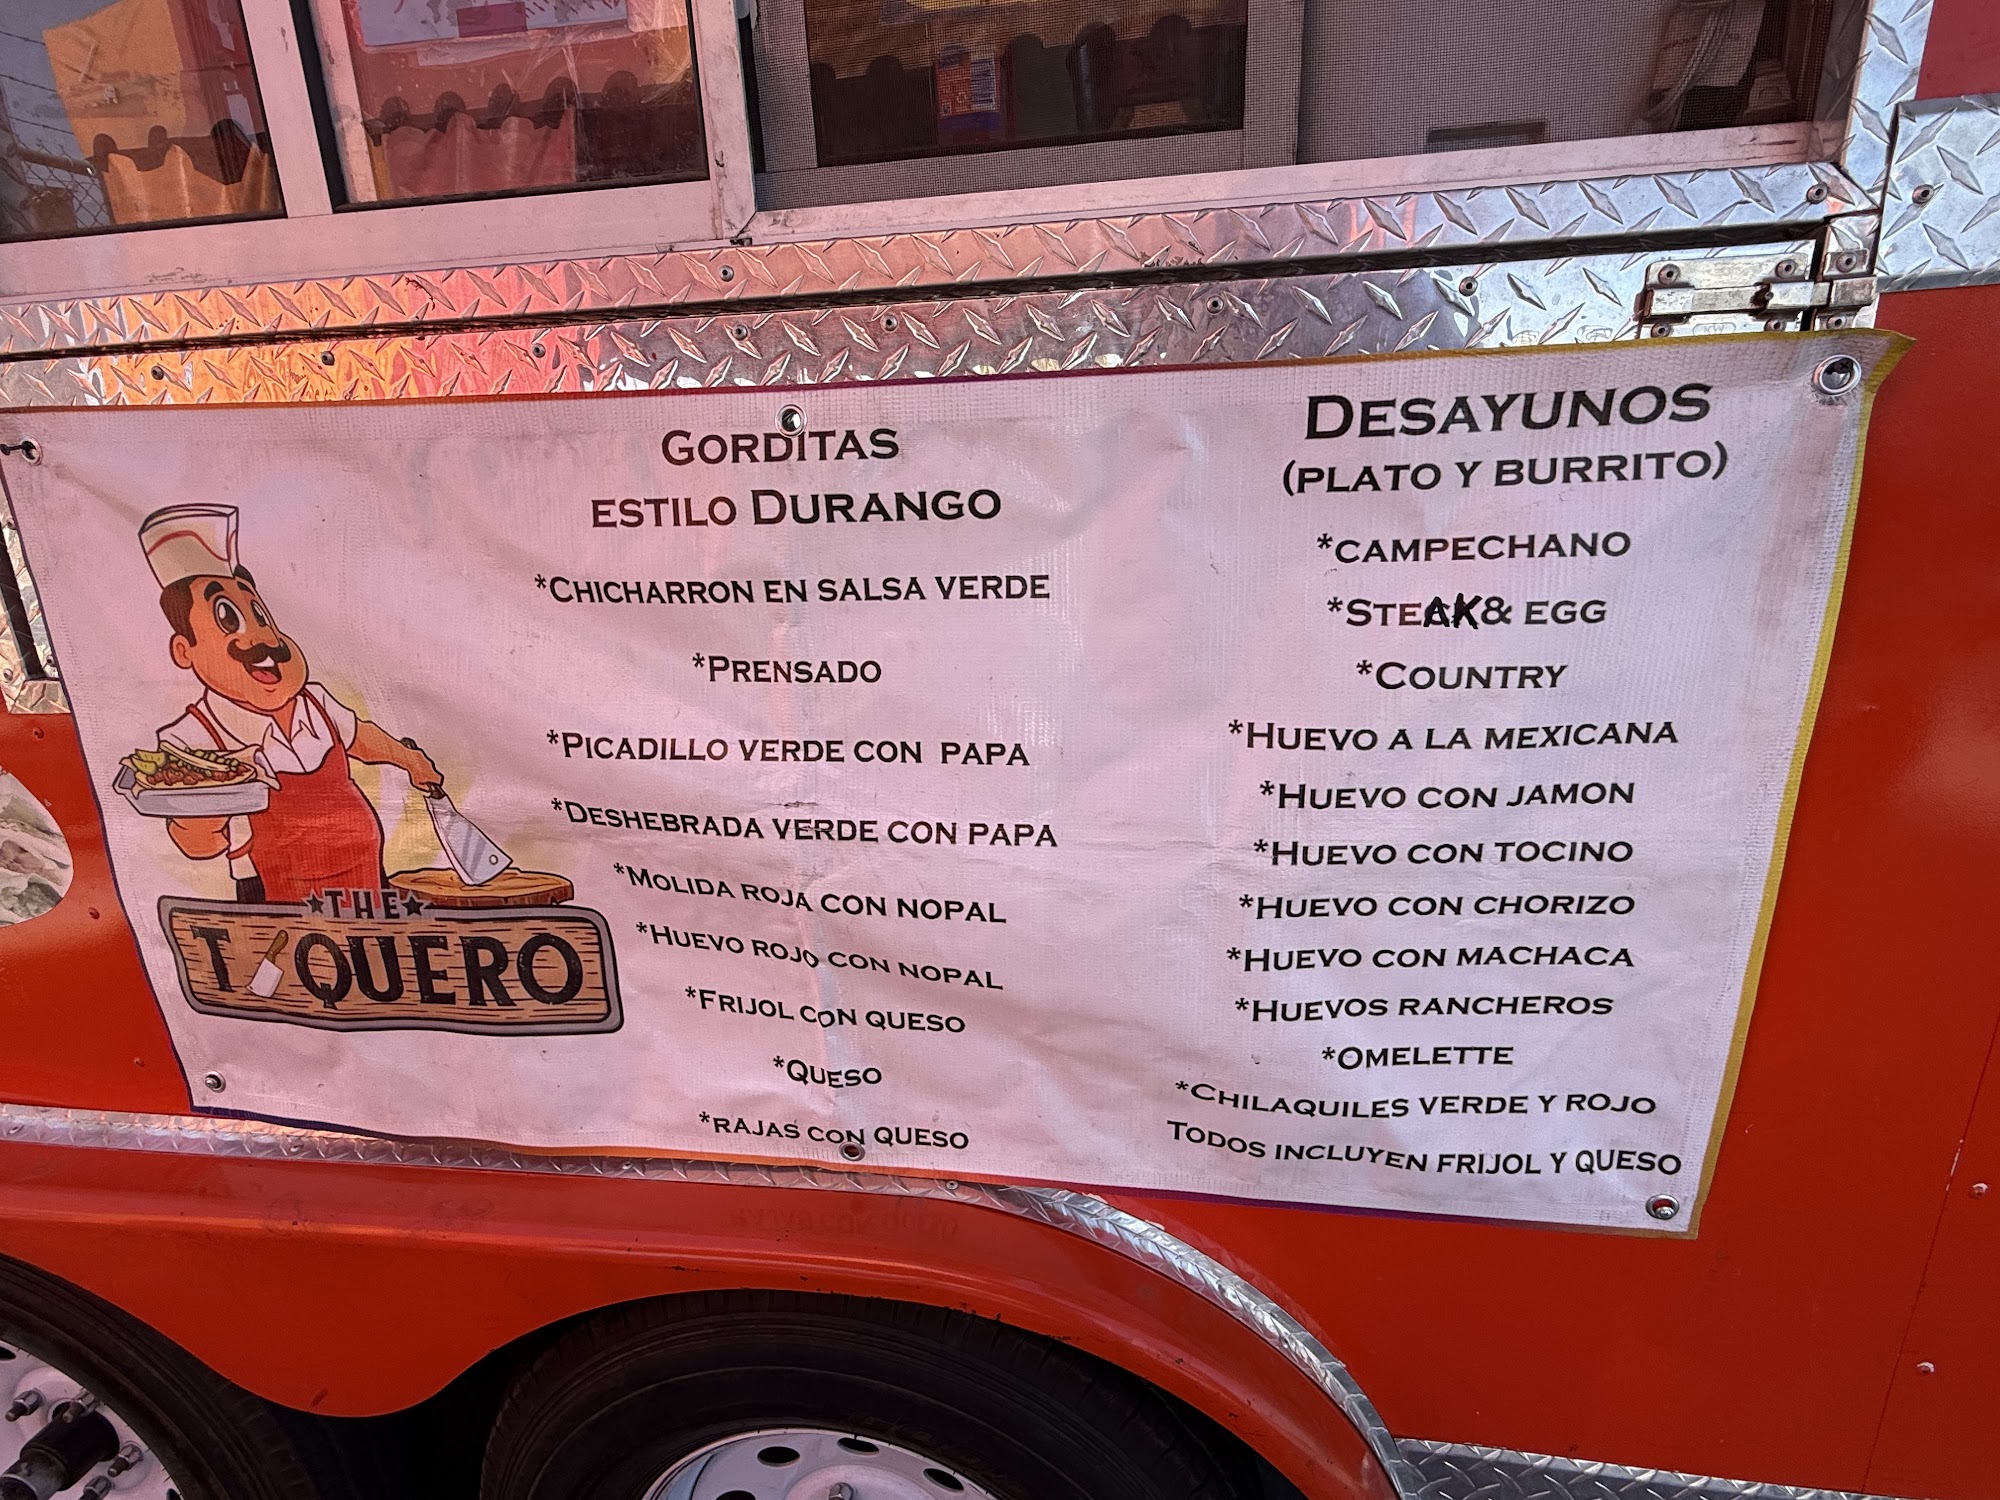 GORDITAS
ESTILO DURANGO
*CHICHARRON EN SALSA VERDE
*PRENSADO
*PICADILLO VERDE CON PAPA
*DESHEBRADA VERDE CON PAPA
*MOLIDA ROJA CON NOPAL
*HUEVO ROJO CON NOPAL
*FRIJOL CON QUESO
*QUESO
*RAJAS CON QUESO
THE
TAQUERO
DESAYUNOS
(PLATO Y BURRITO)
*CAMPECHANO
*STEAK& EGG
*COUNTRY
*HUEVO A LA MEXICANA
*HUEVO CON JAMON
*HUEVO CON TOCINO
*HUEVO CON CHORIZO
*HUEVO CON MACHACA
*HUEVOS RANCHEROS
*OMELETTE
*CHILAQUILES VERDE Y ROJO
TODOS INCLUYEN FRIJOL Y QUESO